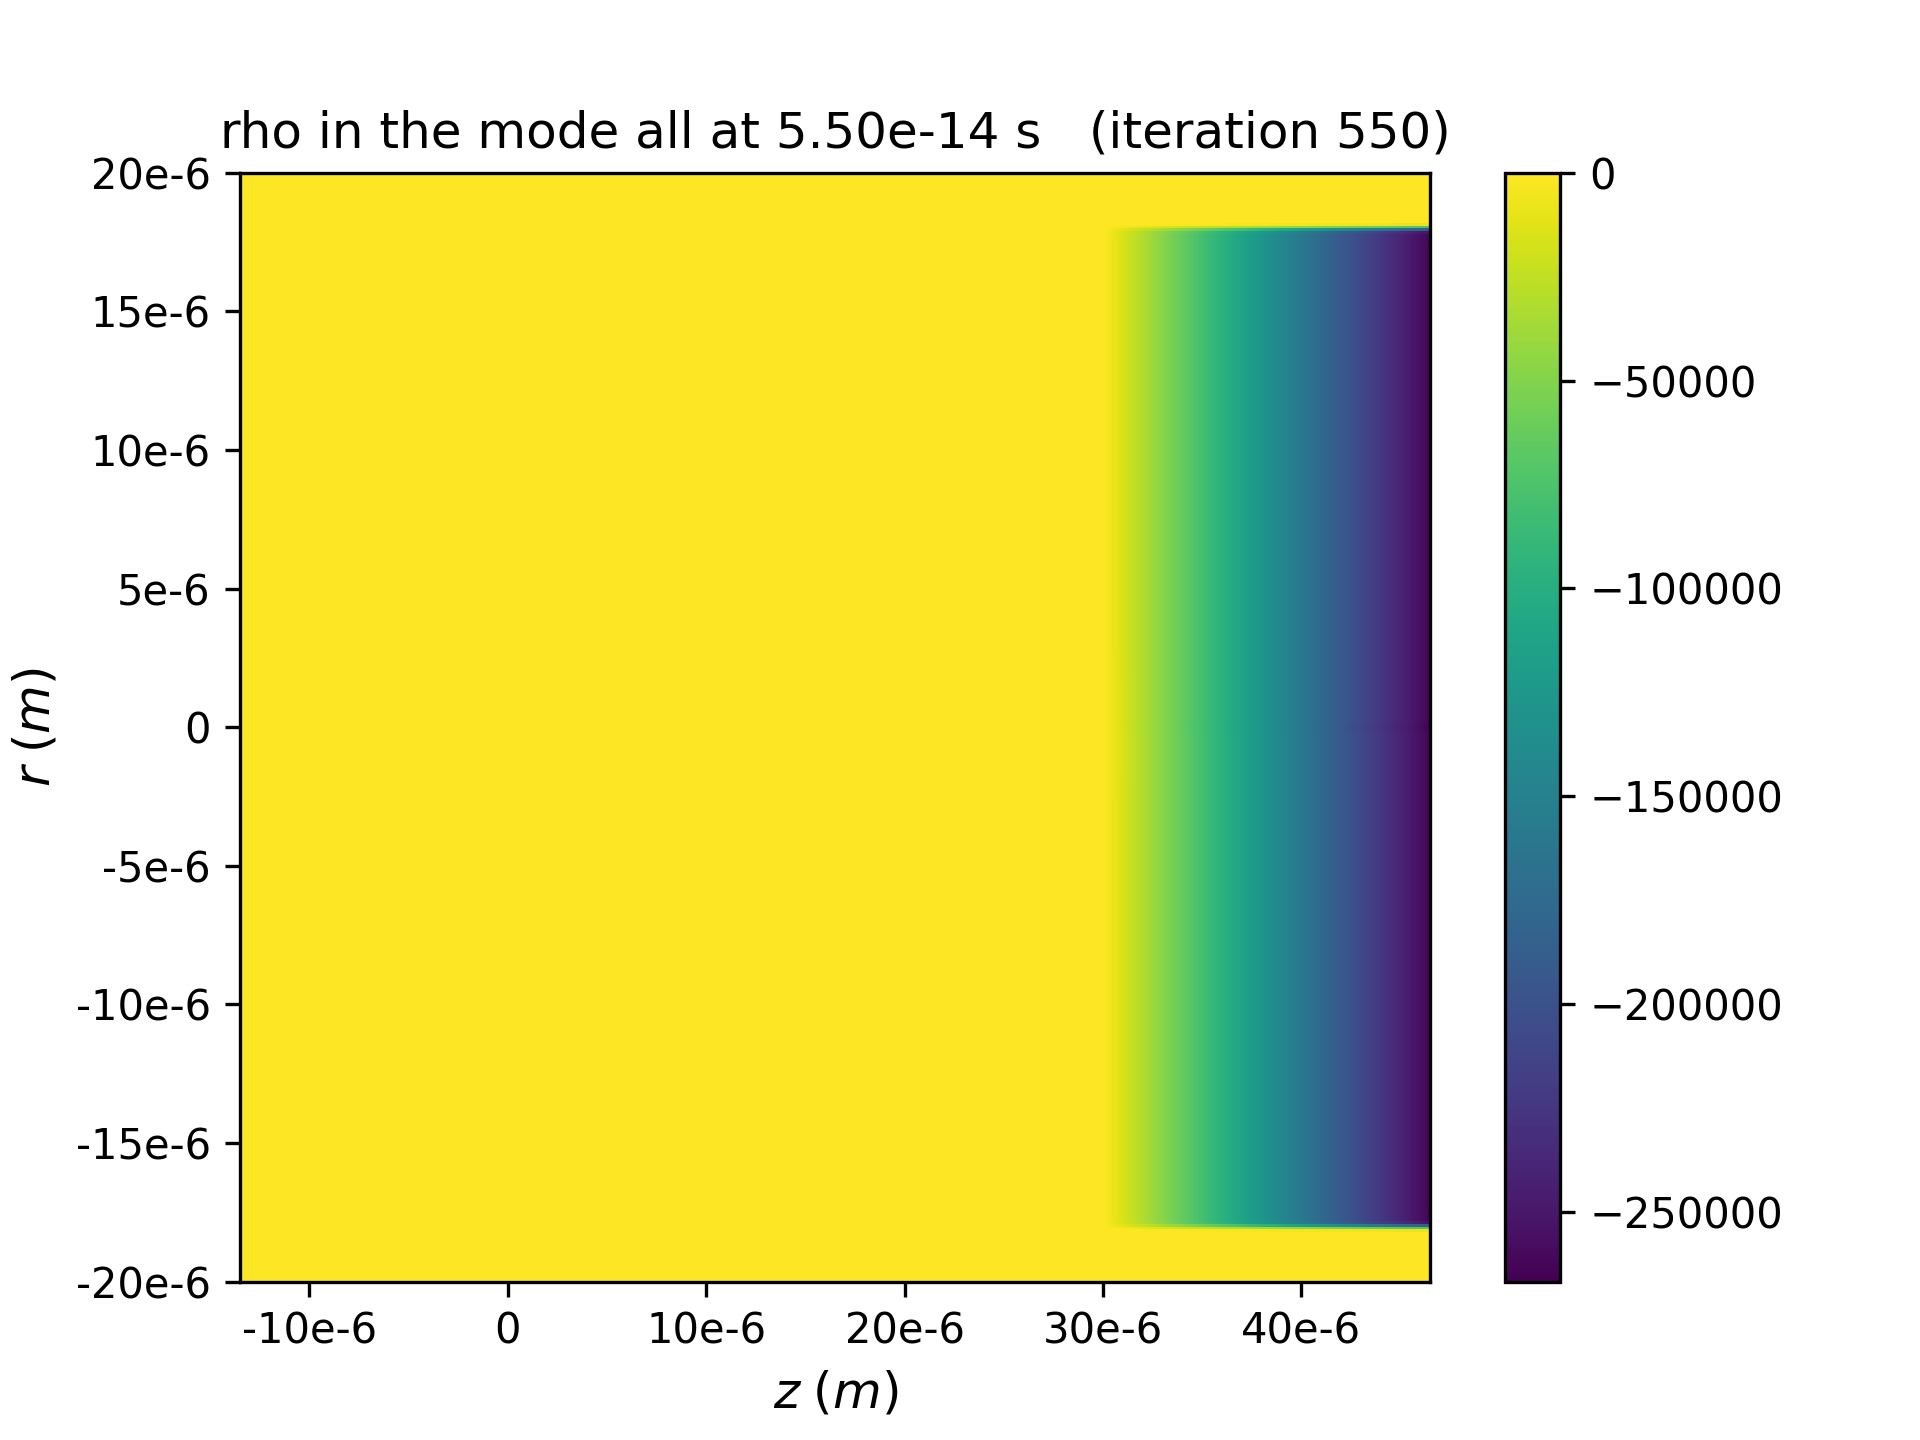 rho in the mode all at 5.50e-14 s   (iteration 550)
20e-6
15e-6
10e-6
5e-6
0
-5e-6
-10e-6
-15e-6
-20e-6
r (m)
-10e-6
0
10e-6
20e-6
30e-6
40e-6
z (m)
0
−50000
−100000
−150000
−200000
−250000